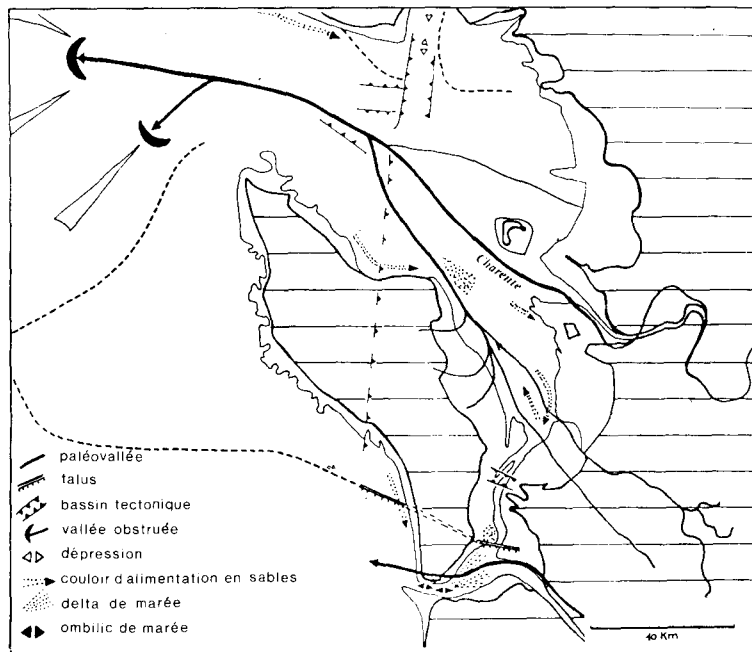 Charente
paléovallée
talus
bassin tectonique
vallée obstruée
dépression
couloir d'alimentation en sables
delta de marée
ombilic de marée
40 Km